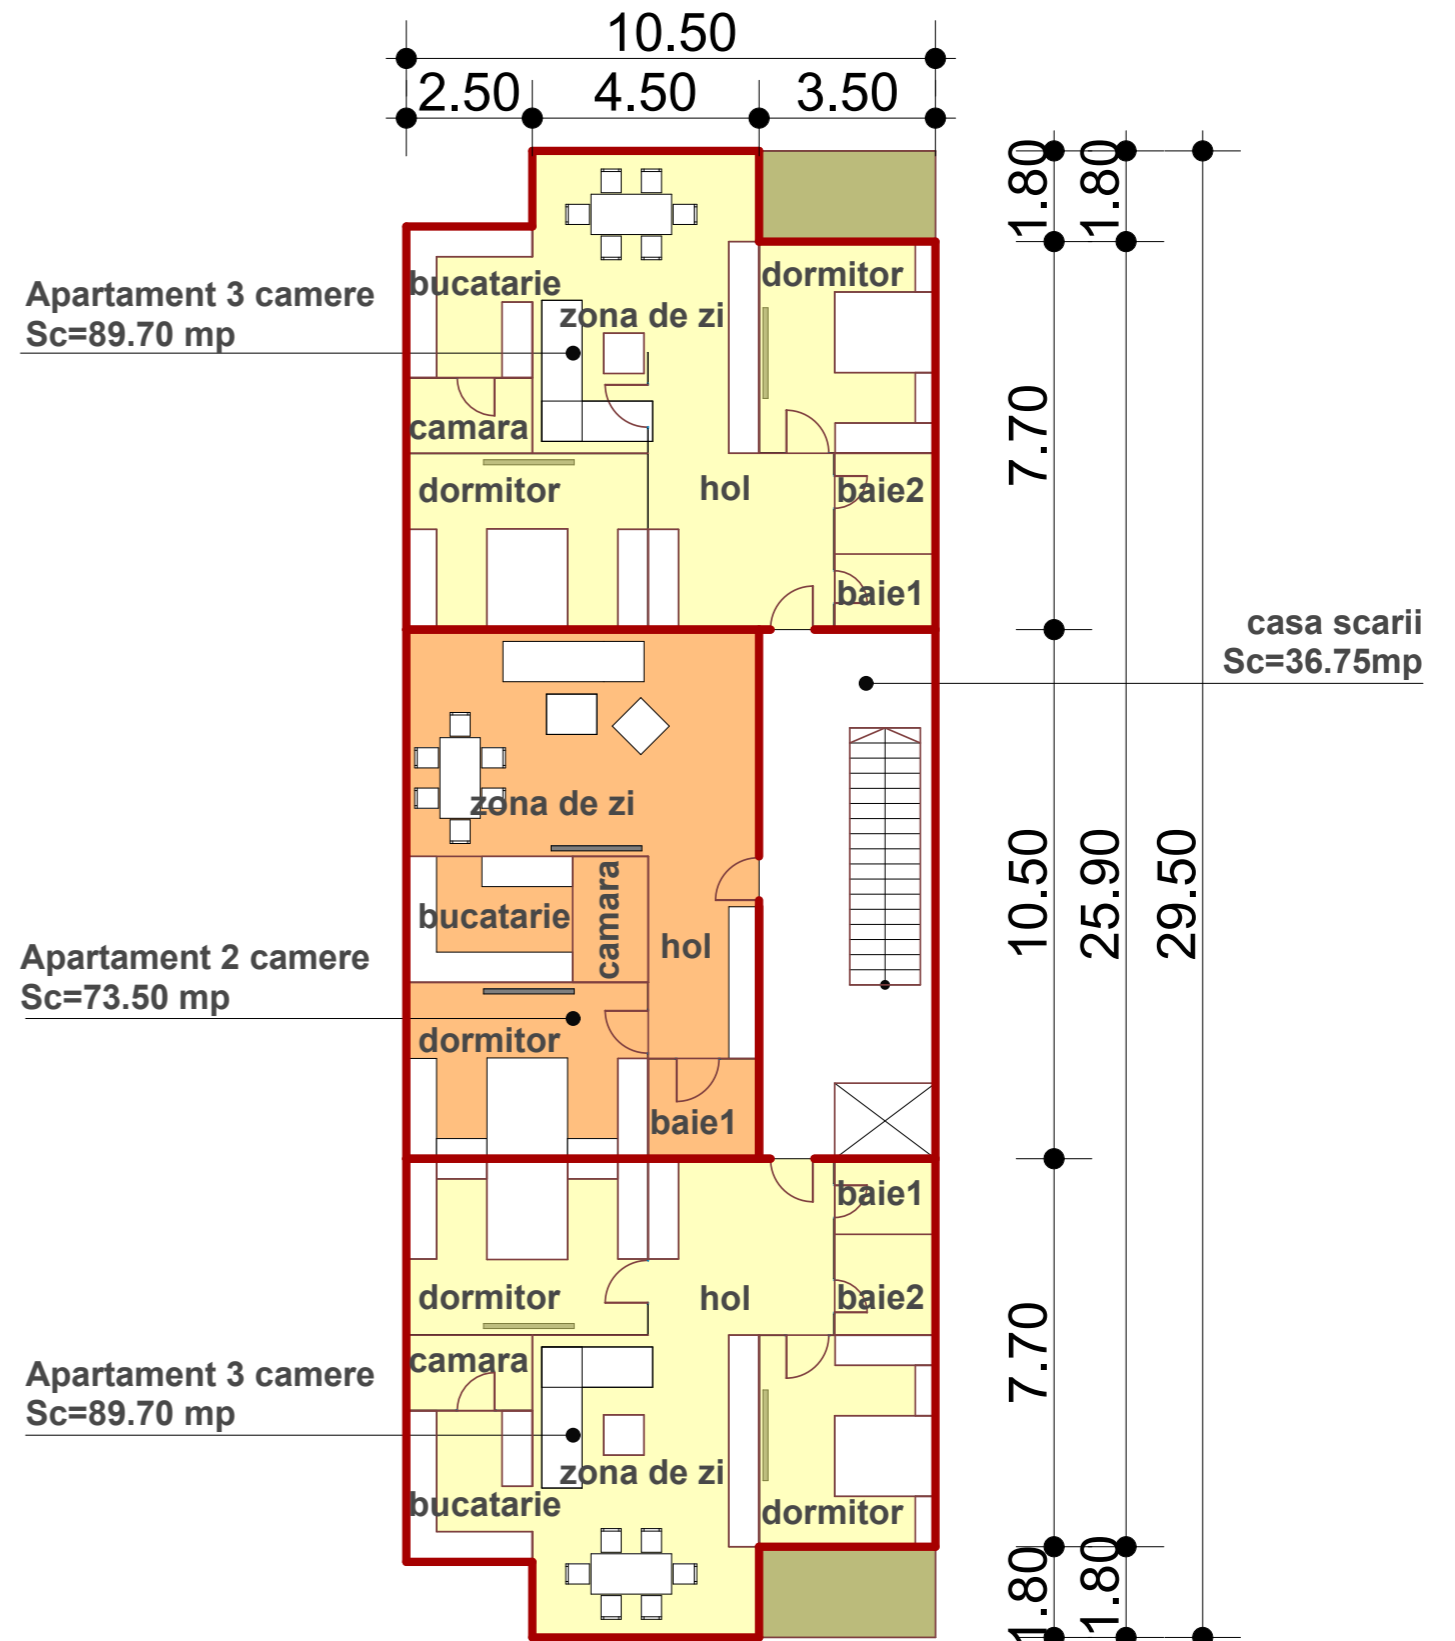 10.50
2.50
4.50
3.50
1.80
1.80
bucatarie
dormitor
Apartament 3 camere
Sc=89.70 mp
zona de zi
7.70
camara
dormitor
hol
baie2
baie1
casa scarii
Sc=36.75mp
zona de zi
10.50
25.90
29.50
bucatarie
camara
hol
Apartament 2 camere
Sc=73.50 mp
dormitor
baie1
baie1
dormitor
hol
baie2
7.70
camara
Apartament 3 camere
Sc=89.70 mp
zona de zi
bucatarie
dormitor
1.80
1.80